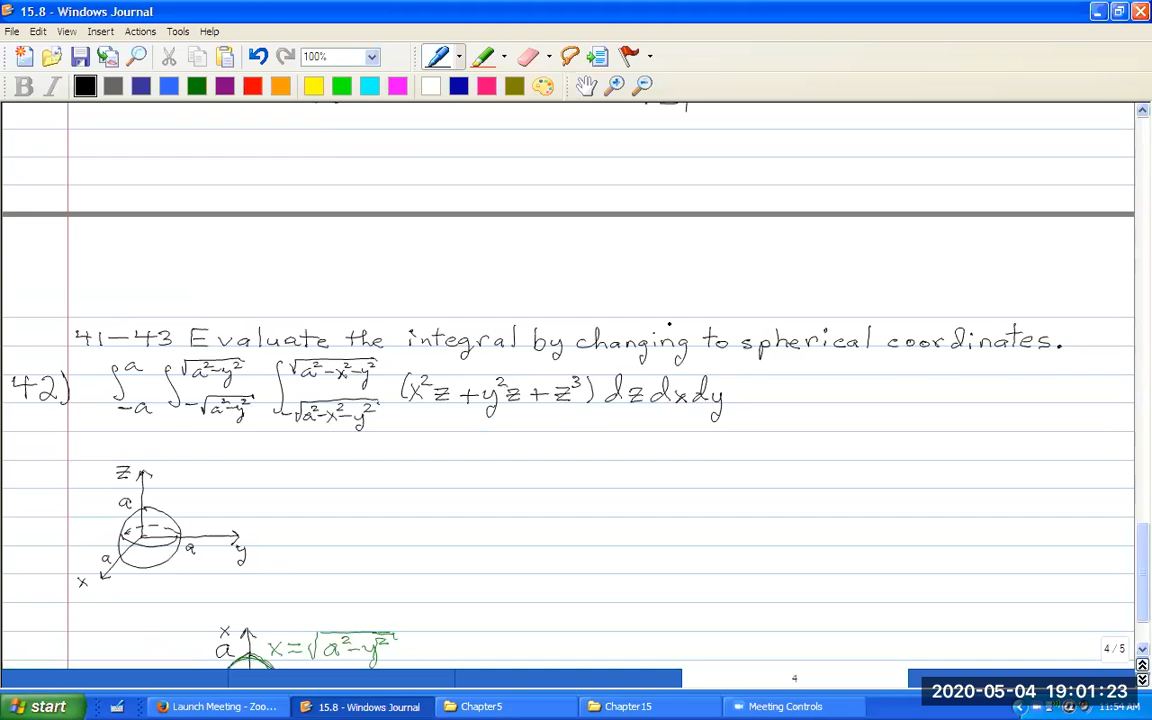 15.8 - Windows Journal
File Edit View Insert Actions Tools Help
100%
B I
41–43 Evaluate the integral by changing to spherical coordinates.
42) ∫_{-a}^{a} ∫_{-√(a²-y²)}^{√(a²-y²)} ∫_{-√(a²-x²-y²)}^{√(a²-x²-y²)} (x²z + y²z + z³) dz dx dy
z
a
a
a
y
x
x
a x = √(a²-y²)
4 / 5
4
2020-05-04 19:01:23
start Launch Meeting - Zoo... 15.8 - Windows Journal Chapter5 Chapter15 Meeting Controls 11:54 AM